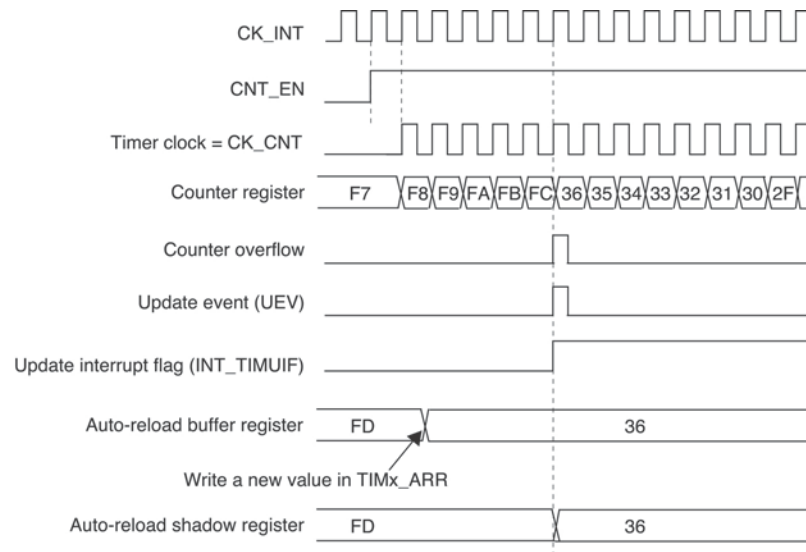 CK_INT
CNT_EN
Timer clock = CK_CNT
Counter register F7 F8 F9 FA FB FC 36 35 34 33 32 31 30 2F
Counter overflow
Update event (UEV)
Update interrupt flag (INT_TIMUIF)
Auto-reload buffer register FD 36
Write a new value in TIMx_ARR
Auto-reload shadow register FD 36